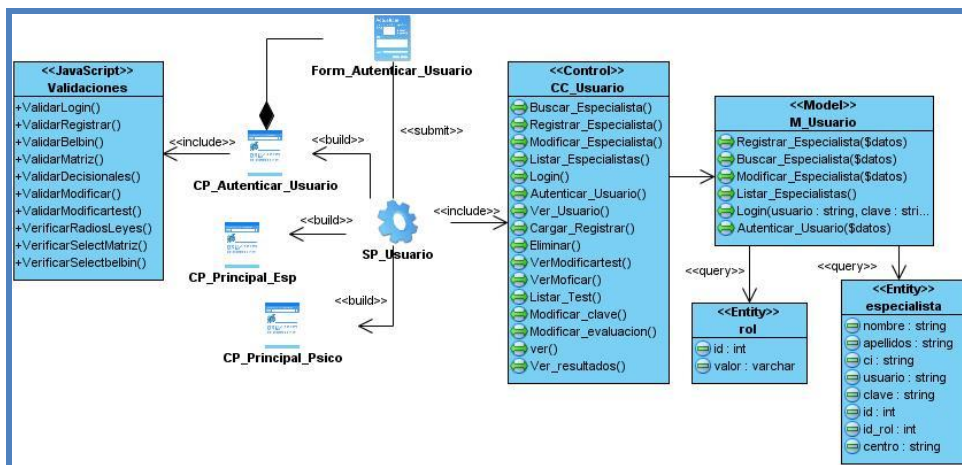 <<JavaScript>>
Validaciones
+ValidarLogin()
+ValidarRegistrar()
+ValidarBelbin()
+ValidarMatriz()
+ValidarDecisionales()
+ValidarModificar()
+ValidarModificartest()
+VerificarRadiosLeyes()
+VerificarSelectMatriz()
+VerificarSelectbelbin()
<<include>>
Form_Autenticar_Usuario
<<submit>>
<<build>>
CP_Autenticar_Usuario
<<build>>
CP_Principal_Esp
SP_Usuario
<<build>>
CP_Principal_Psico
<<include>>
<<Control>>
CC_Usuario
Buscar_Especialista()
Registrar_Especialista()
Modificar_Especialista()
Listar_Especialistas()
Login()
Autenticar_Usuario()
Ver_Usuario()
Cargar_Registrar()
Eliminar()
VerModificartest()
VerMoficar()
Listar_Test()
Modificar_clave()
Modificar_evaluacion()
ver()
Ver_resultados()
<<Model>>
M_Usuario
Registrar_Especialista($datos)
Buscar_Especialista($datos)
Modificar_Especialista($datos)
Listar_Especialistas()
Login(usuario : string, clave : stri...
Autenticar_Usuario($datos)
<<query>>
<<query>>
<<Entity>>
rol
id : int
valor : varchar
<<Entity>>
especialista
nombre : string
apellidos : string
ci : string
usuario : string
clave : string
id : int
id_rol : int
centro : string